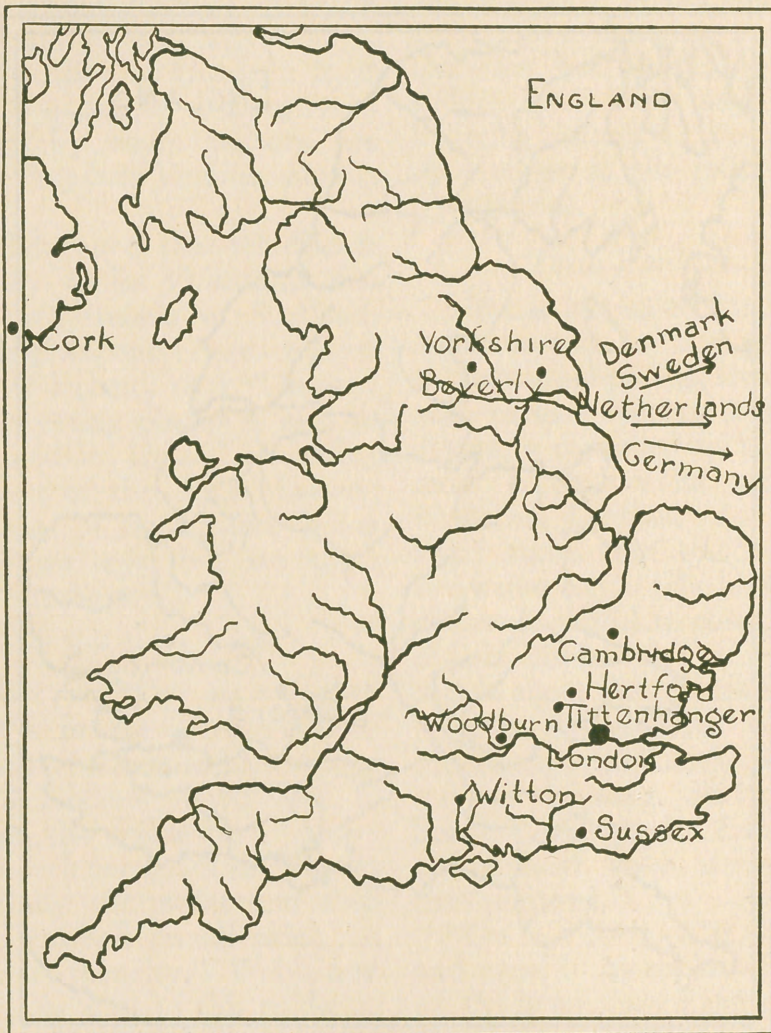 ENGLAND
Cork
Yorkshire
Beverly
Denmark
Sweden
Netherlands
Germany
Cambridge
Hertford
Tittenhanger
Woodburn
London
Witton
Sussex